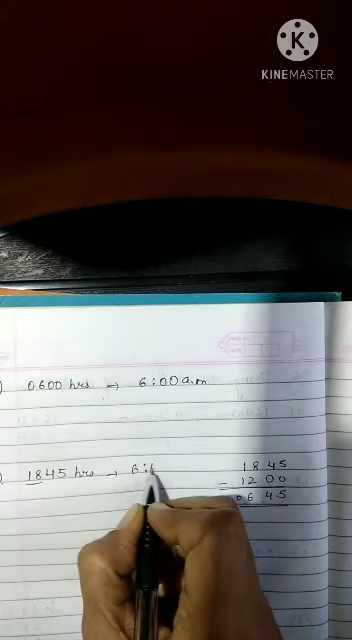 KINEMASTER
) 0600 hrs → 6:00 a.m
) 1845 hrs → 6:
1845
= 1200
0645